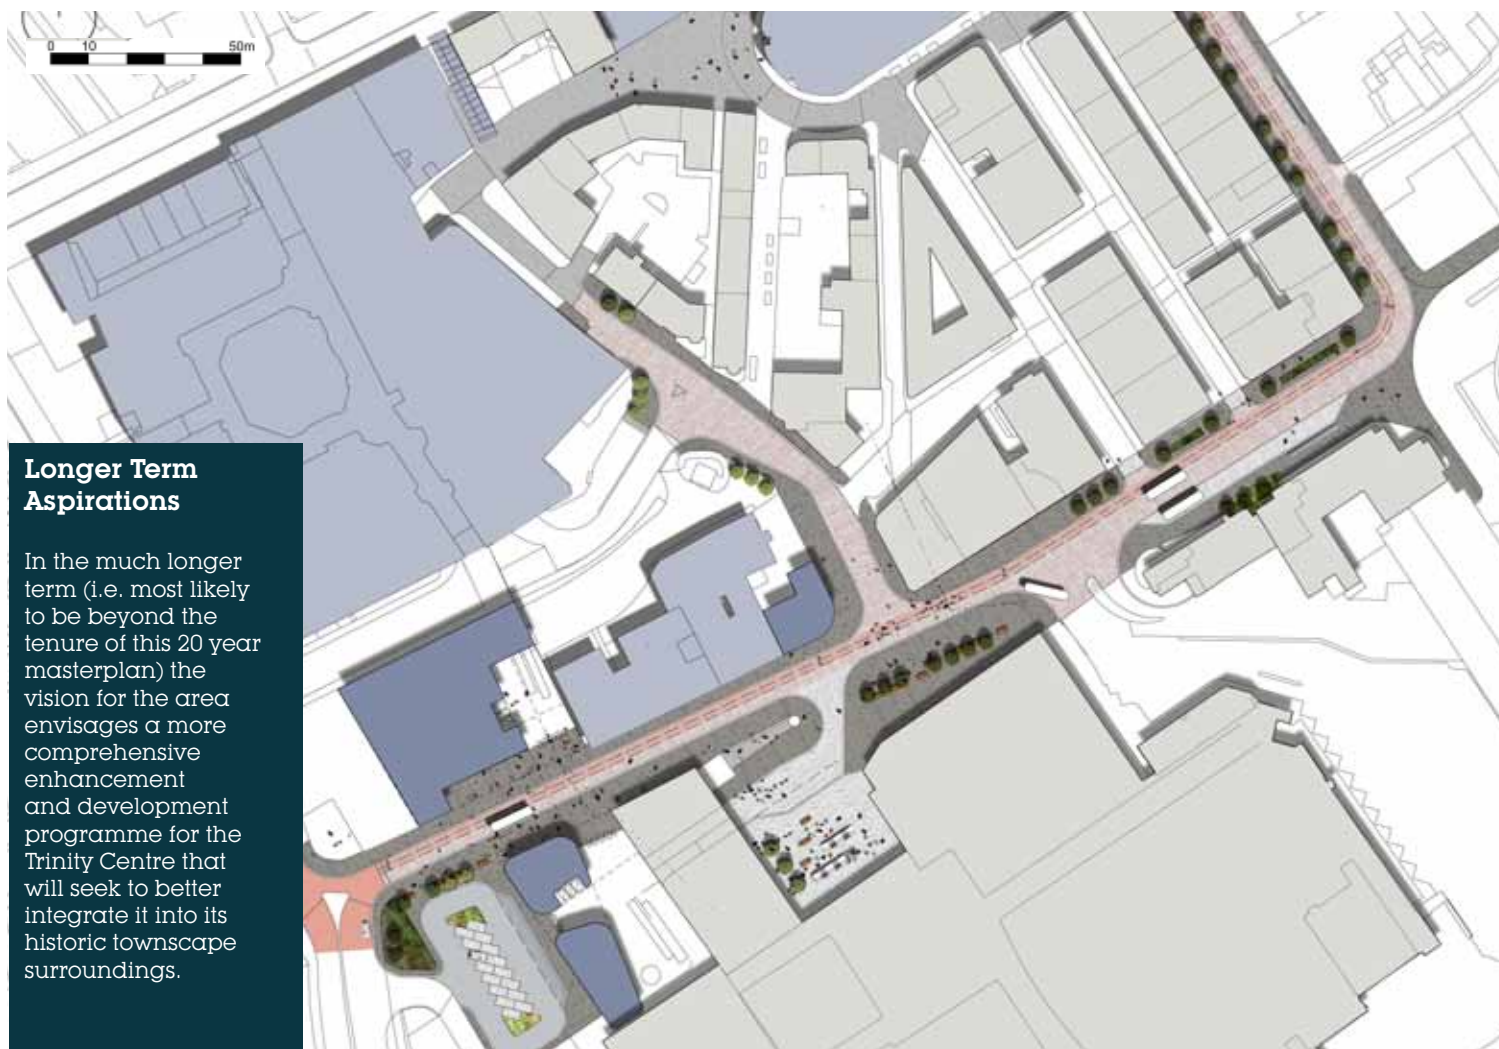 0 10 50m
Longer Term
Aspirations
In the much longer
term (i.e. most likely
to be beyond the
tenure of this 20 year
masterplan) the
vision for the area
envisages a more
comprehensive
enhancement
and development
programme for the
Trinity Centre that
will seek to better
integrate it into its
historic townscape
surroundings.